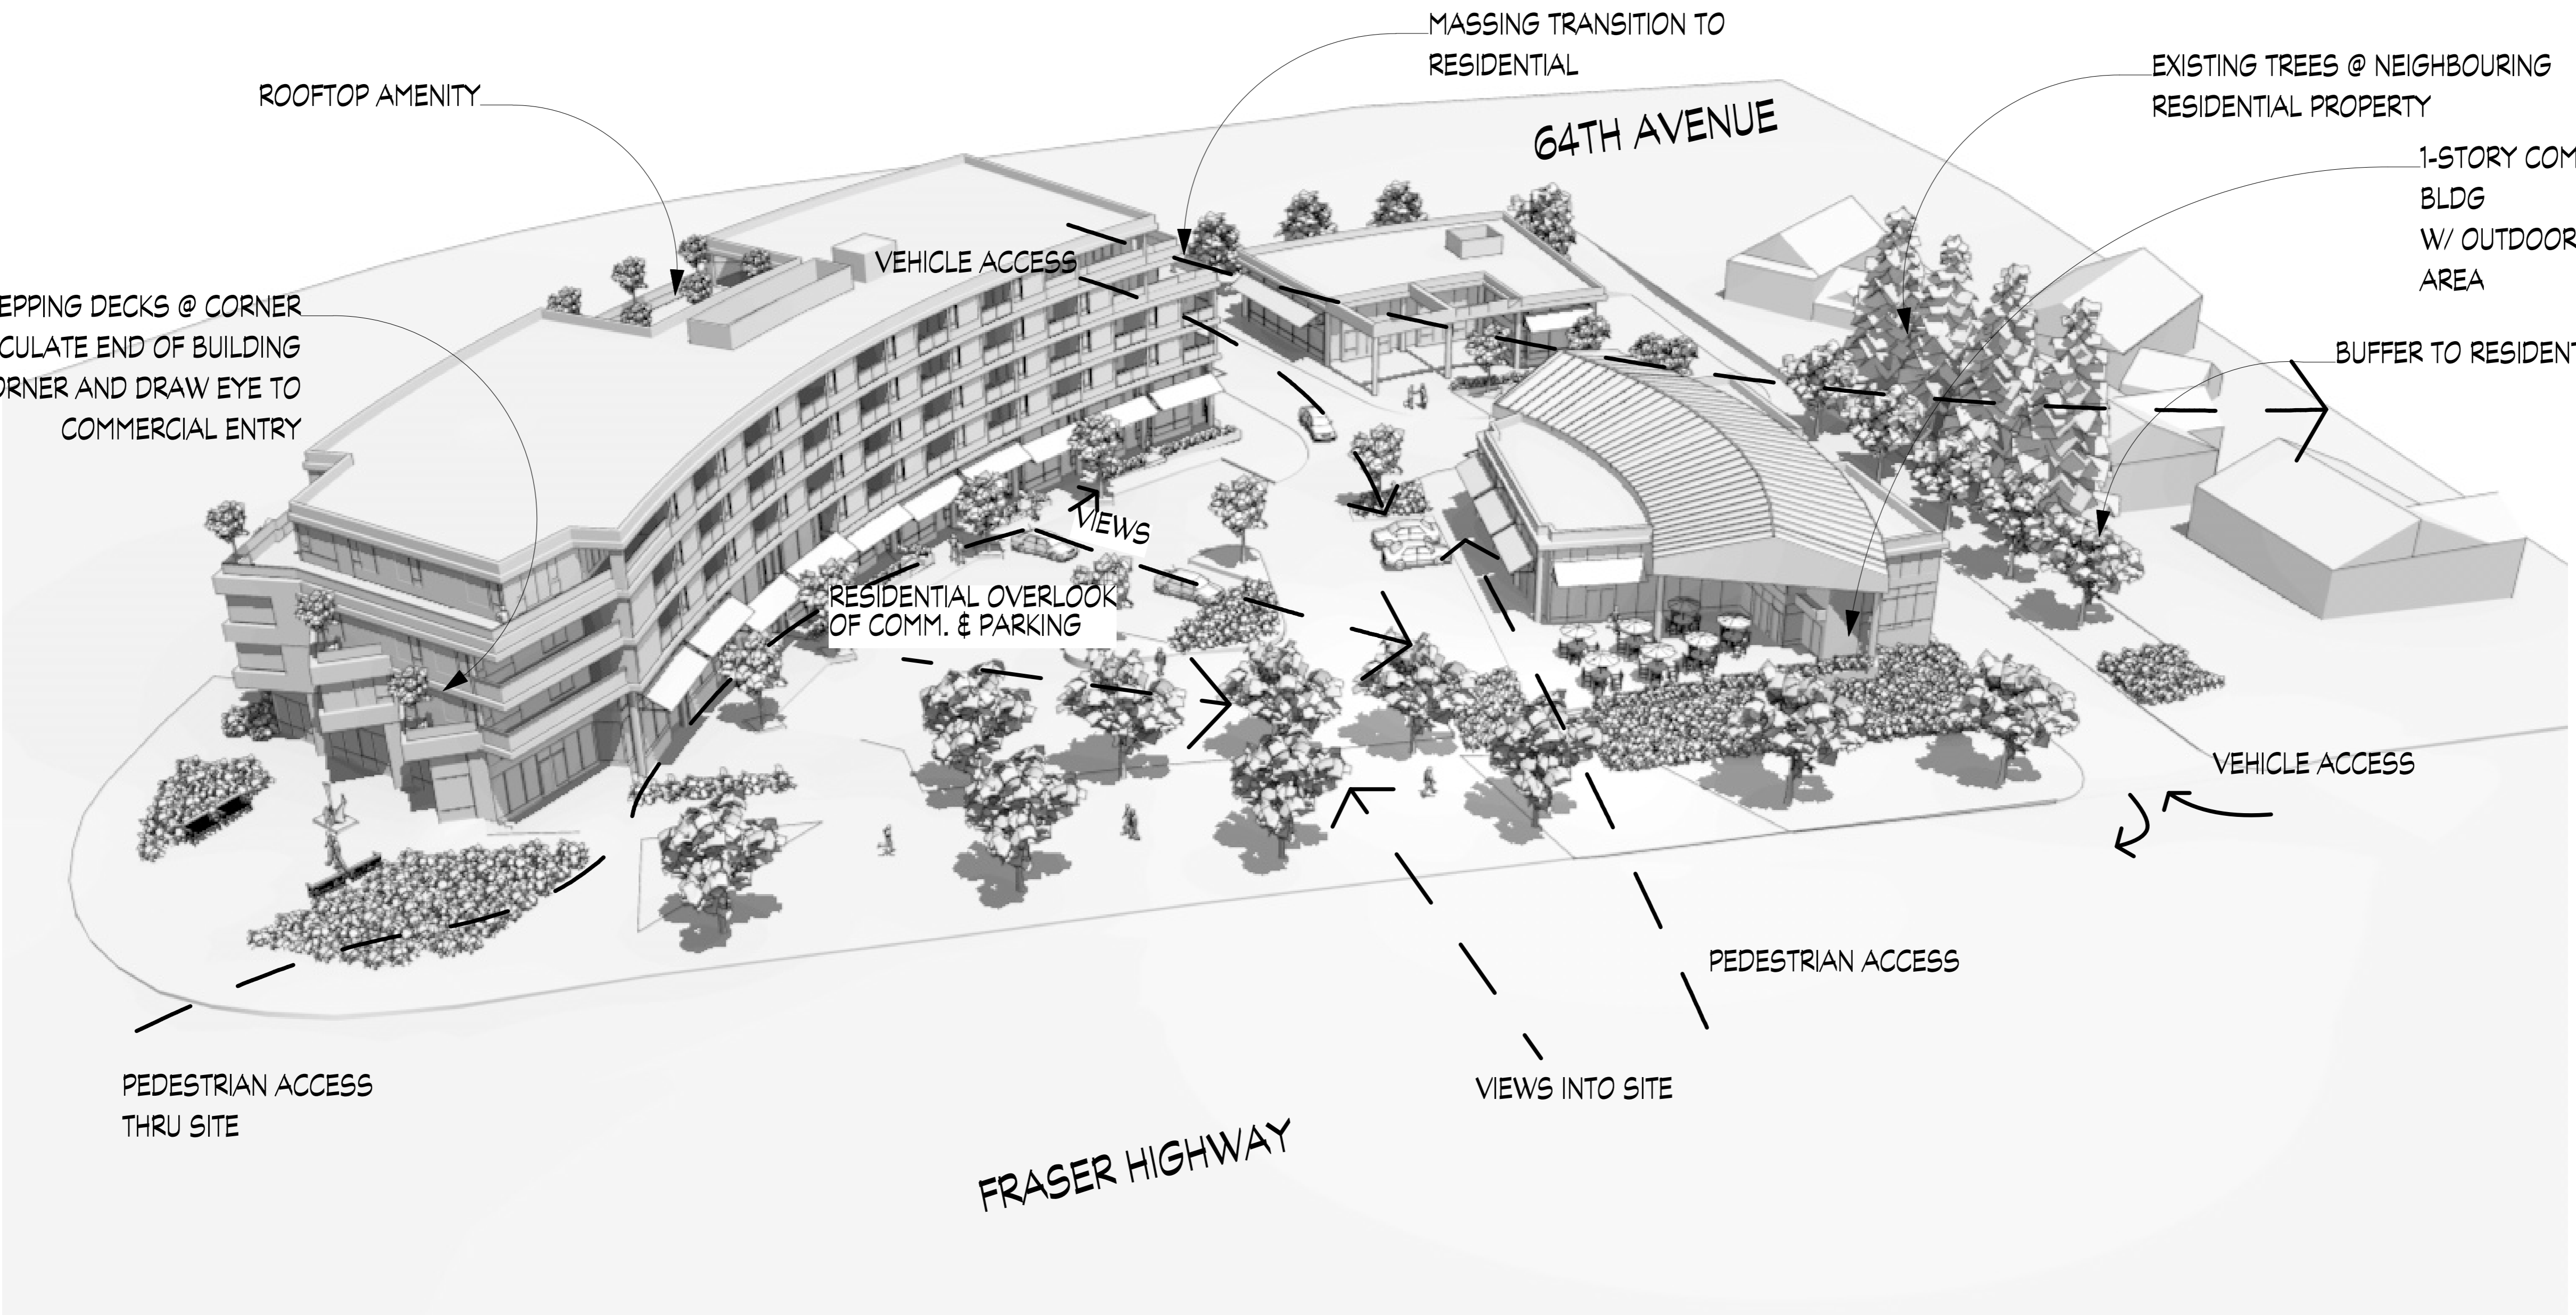 MASSING TRANSITION TO
RESIDENTIAL
ROOFTOP AMENITY
EXISTING TREES @ NEIGHBOURING
RESIDENTIAL PROPERTY
64TH AVENUE
1-STORY COM
BLDG
W/ OUTDOOR
AREA
VEHICLE ACCESS
EPPING DECKS @ CORNER
CULATE END OF BUILDING
ORNER AND DRAW EYE TO
COMMERCIAL ENTRY
BUFFER TO RESIDENT
VIEWS
RESIDENTIAL OVERLOOK
OF COMM. & PARKING
VEHICLE ACCESS
PEDESTRIAN ACCESS
PEDESTRIAN ACCESS
THRU SITE
VIEWS INTO SITE
FRASER HIGHWAY